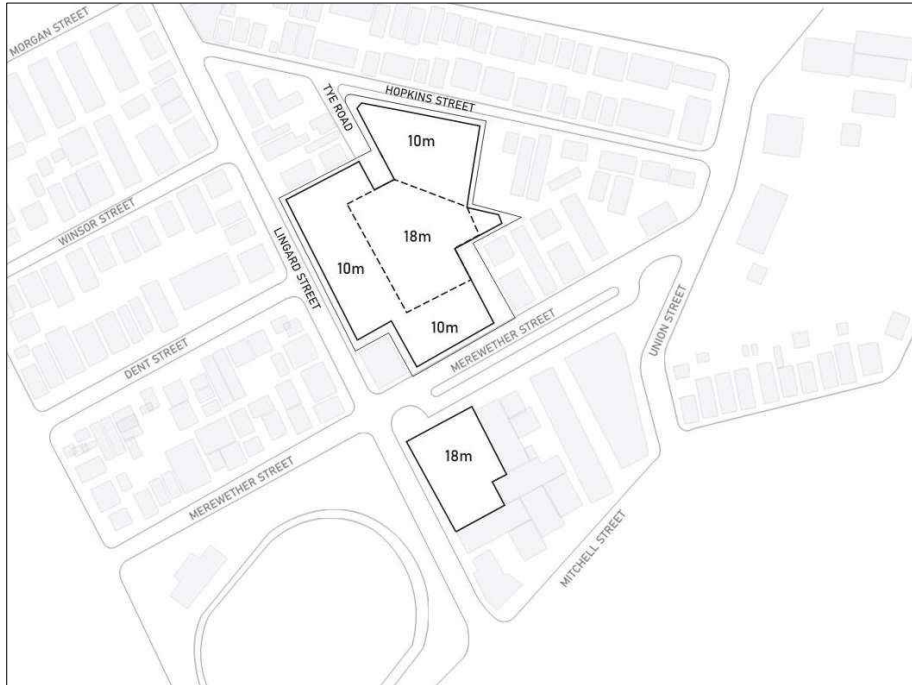 MORGAN STREET
TYE ROAD
HOPKINS STREET
10m
WINSOR STREET
LINGARD STREET
18m
10m
10m
DENT STREET
MEREWETHER STREET
UNION STREET
18m
MEREWETHER STREET
MITCHELL STREET